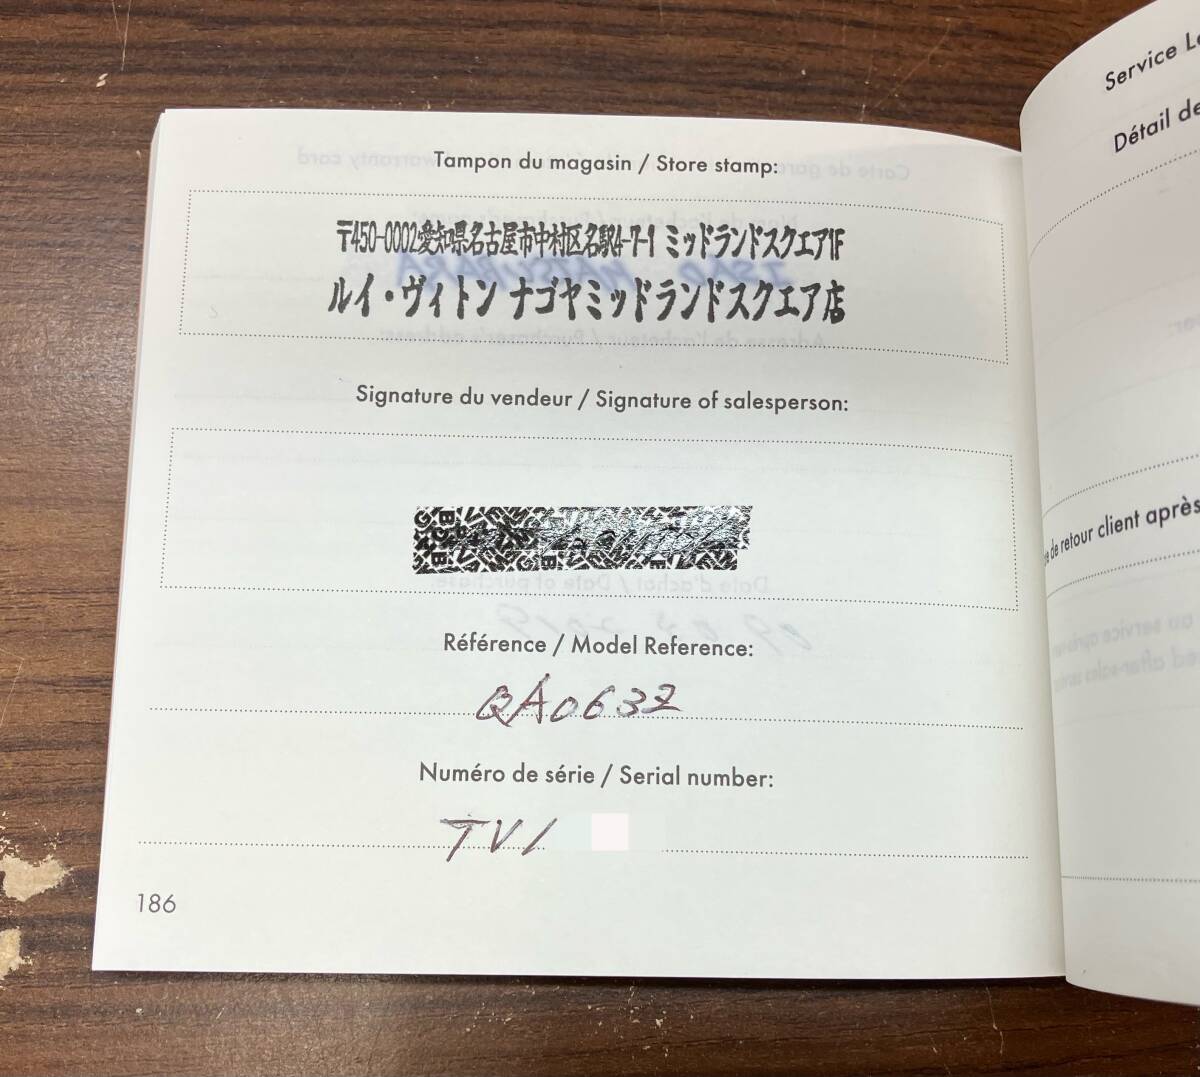 Tampon du magasin / Store stamp:
〒450-0002愛知県名古屋市中村区名駅4-7-1 ミッドランドスクエア1F
ルイ・ヴィトン ナゴヤミッドランドスクエア店
Signature du vendeur / Signature of salesperson:
Référence / Model Reference:
QA0632
Numéro de série / Serial number:
TV1
186
Service
Détail de
de retour client après